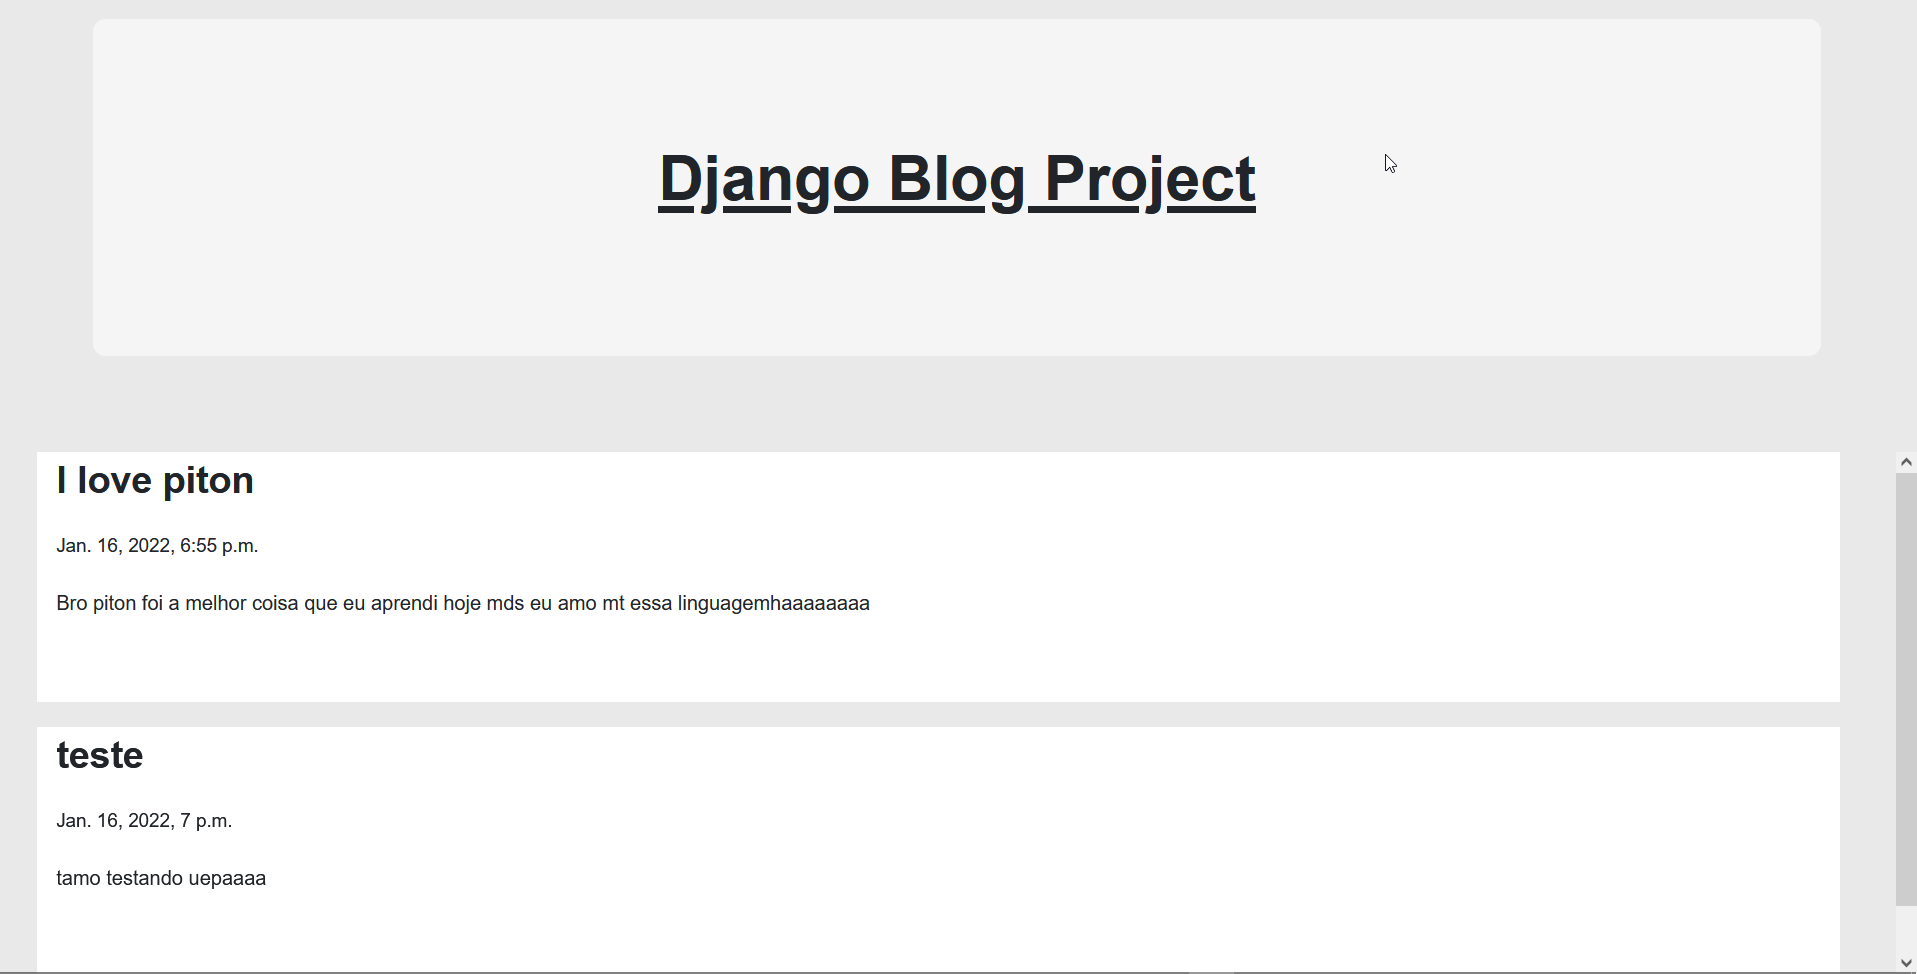 Django Blog Project
I love piton
Jan. 16, 2022, 6:55 p.m.
Bro piton foi a melhor coisa que eu aprendi hoje mds eu amo mt essa linguagemhaaaaaaaa
teste
Jan. 16, 2022, 7 p.m.
tamo testando uepaaaa